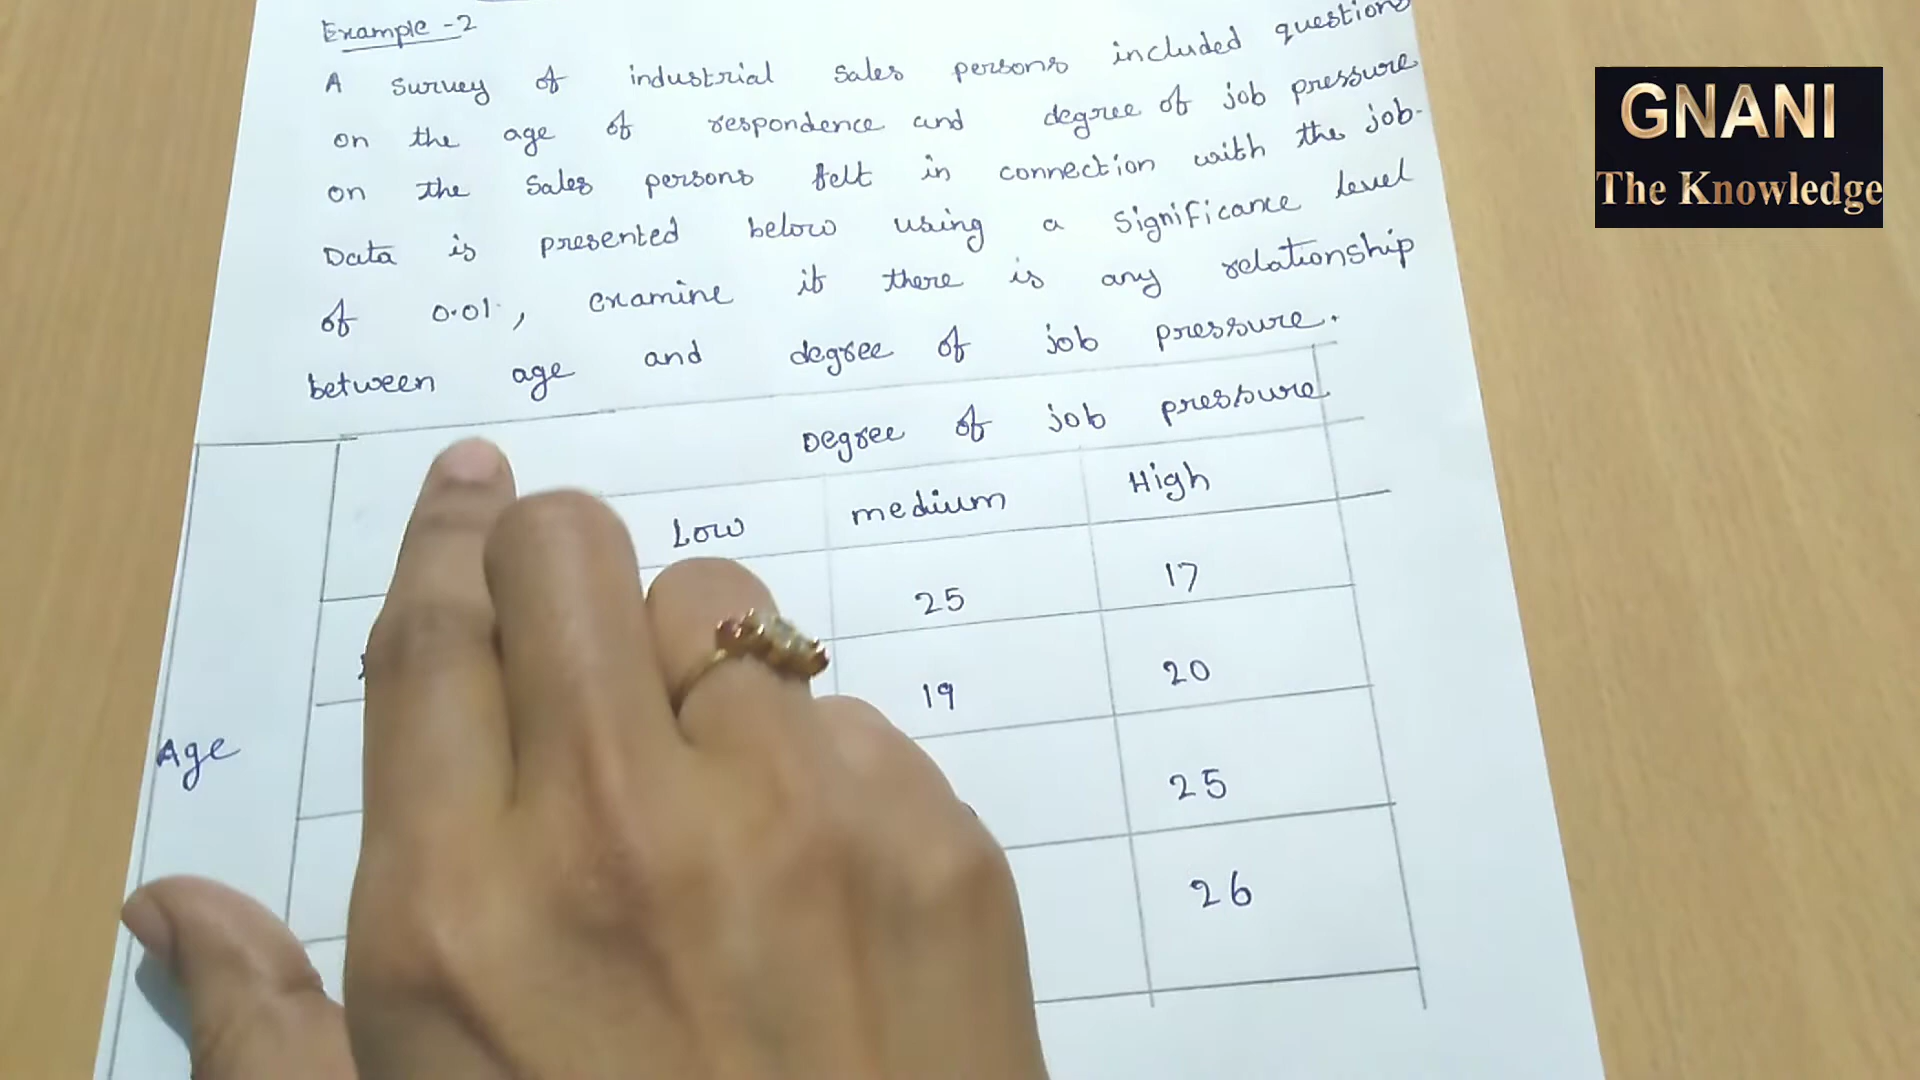 Example - 2
A survey of industrial sales persons included questions
on the age of respondence and degree of job pressure
on the sales persons felt in connection with the job.
Data is presented below using a significance level
of 0.01, examine if there is any relationship
between age and degree of job pressure.
Degree of job pressure
Low medium High
25 17
19 20
Age
25
26
GNANI
The Knowledge